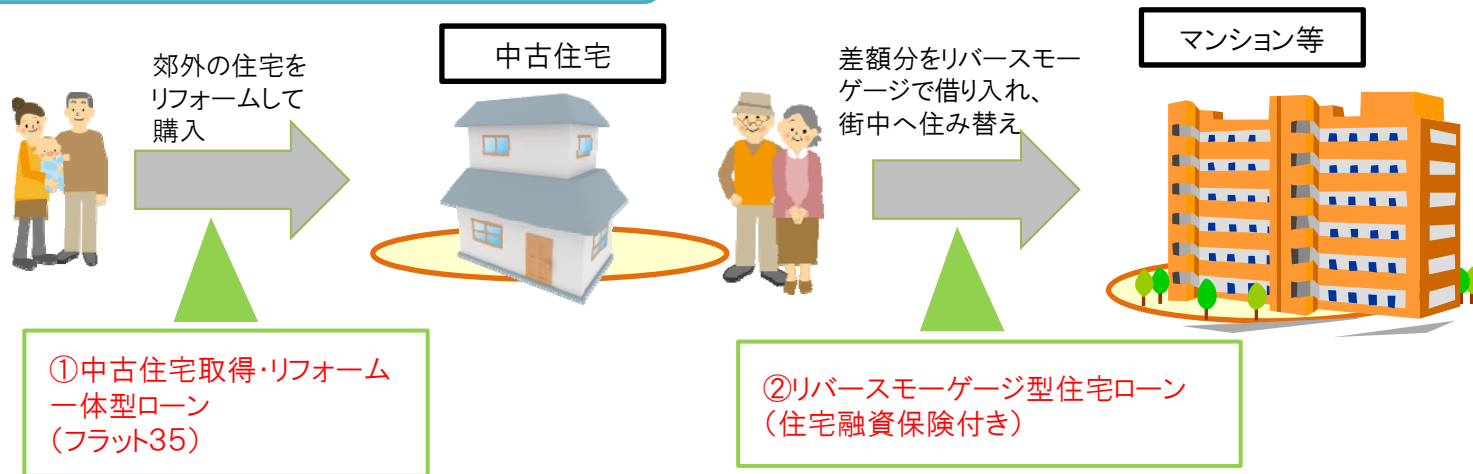 郊外の住宅を
リフォームして
購入
中古住宅
差額分をリバースモー
ゲージで借り入れ、
街中へ住み替え
マンション等
①中古住宅取得・リフォーム
一体型ローン
（フラット35）
②リバースモーゲージ型住宅ローン
（住宅融資保険付き）